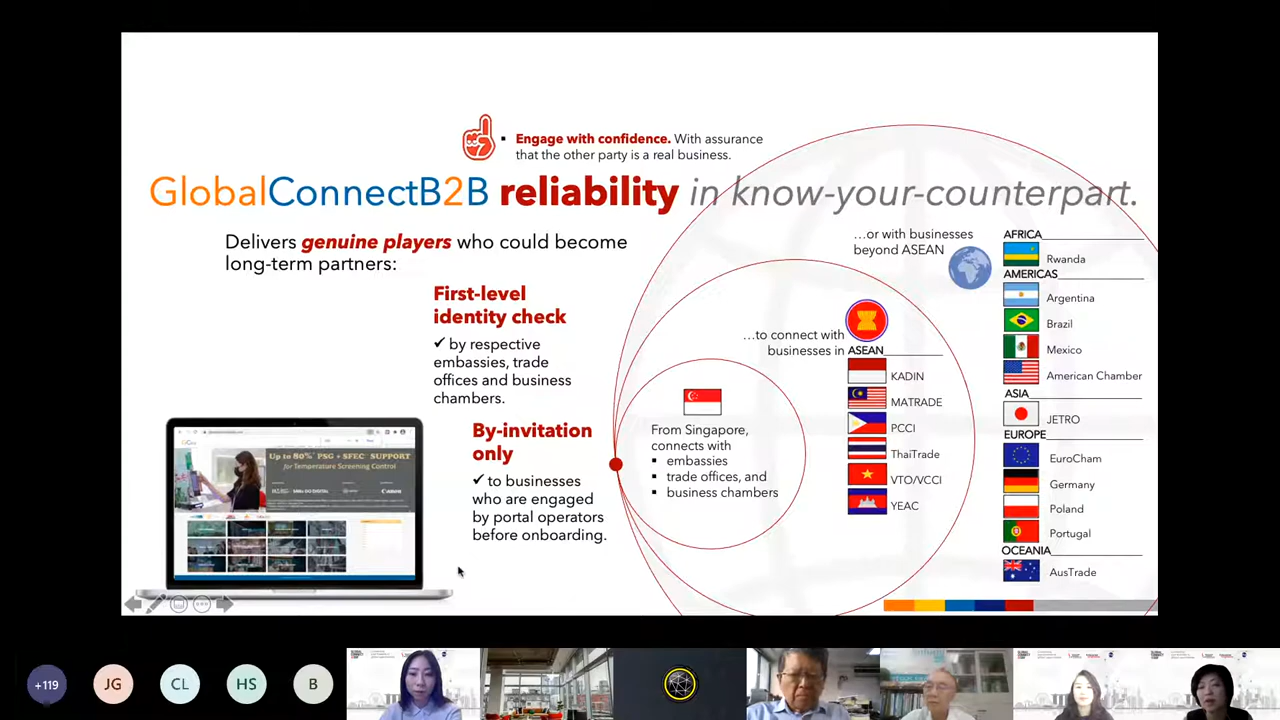 ▪ Engage with confidence. With assurance
that the other party is a real business.
GlobalConnectB2B reliability in know-your-counterpart.
Delivers genuine players who could become
long-term partners:
First-level
identity check
✓ by respective
embassies, trade
offices and business
chambers.
By-invitation
only
✓ to businesses
who are engaged
by portal operators
before onboarding.
Up to 80% PSG + SFEC SUPPORT
for Temperature Screening Control
Canon
From Singapore,
connects with
▪ embassies
▪ trade offices, and
▪ business chambers
…to connect with
businesses in ASEAN
KADIN
MATRADE
PCCI
ThaiTrade
VTO/VCCI
YEAC
…or with businesses
beyond ASEAN
AFRICA
Rwanda
AMERICAS
Argentina
Brazil
Mexico
American Chamber
ASIA
JETRO
EUROPE
EuroCham
Germany
Poland
Portugal
OCEANIA
AusTrade
+119
JG
CL
HS
B